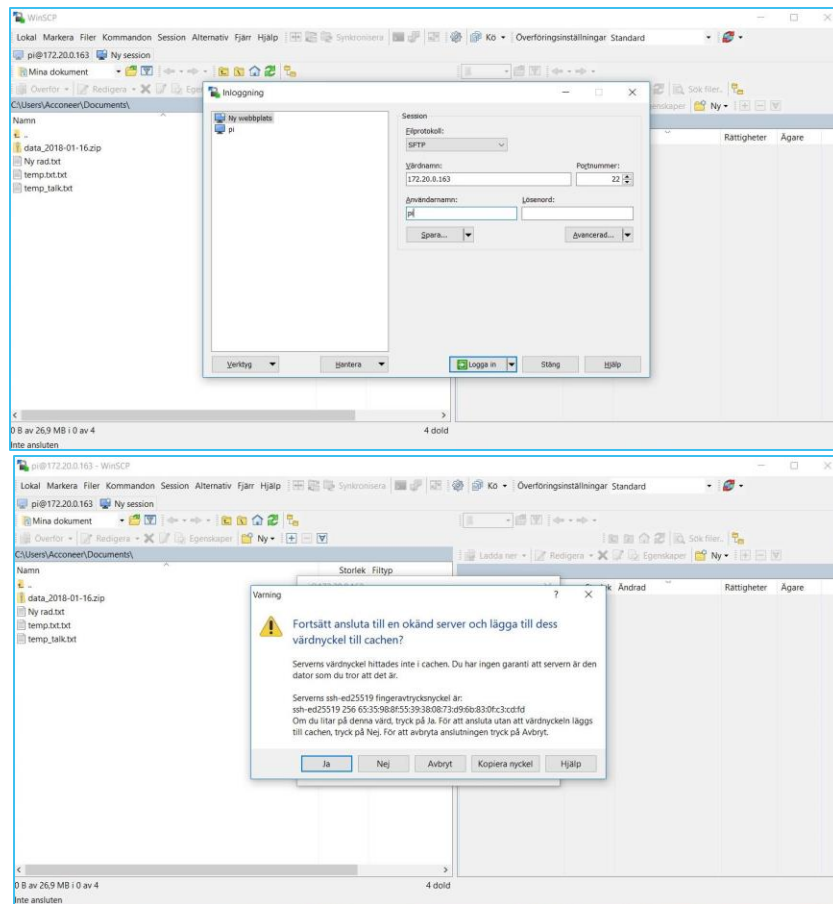 WinSCP
Lokal Markera Filer Kommandon Session Alternativ Fjärr Hjälp Synkronisera Kö Överföringsinställningar Standard
pi@172.20.0.163 Ny session
Mina dokument
Överför Redigera
C:\Users\Acconeer\Documents\
Namn
..
data_2018-01-16.zip
Ny rad.txt
temp.txt.txt
temp_talk.txt
Inloggning
Ny webbplats
pi
Session
Filprotokoll:
SFTP
Värdnamn:
Portnummer:
172.20.0.163
22
Användarnamn:
Lösenord:
pi
Spara...
Avancerad...
Verktyg
Hantera
Logga in
Stäng
Hjälp
Sök filer.
Ny
Rättigheter Ägare
0 B av 26,9 MB i 0 av 4
4 dold
Inte ansluten
pi@172.20.0.163 - WinSCP
Lokal Markera Filer Kommandon Session Alternativ Fjärr Hjälp Synkronisera Kö Överföringsinställningar Standard
pi@172.20.0.163 Ny session
Mina dokument
Sök filer.
Överför Redigera Egenskaper Ny
Ladda ner Redigera Egenskaper Ny
C:\Users\Acconeer\Documents\
Namn Storlek Filtyp
Ändrad Rättigheter Ägare
..
data_2018-01-16.zip
Ny rad.txt
temp.txt.txt
temp_talk.txt
Varning
Fortsätt ansluta till en okänd server och lägga till dess
värdnyckel till cachen?
Serverns värdnyckel hittades inte i cachen. Du har ingen garanti att servern är den
dator som du tror att det är.
Serverns ssh-ed25519 fingeravtrycksnyckel är:
ssh-ed25519 256 65:35:98:8f:55:39:38:08:73:d9:6b:83:0f:c3:cd:fd
Om du litar på denna värd, tryck på Ja. För att ansluta utan att värdnyckeln läggs
till cachen, tryck på Nej. För att avbryta anslutningen tryck på Avbryt.
Ja
Nej
Avbryt
Kopiera nyckel
Hjälp
0 B av 26,9 MB i 0 av 4
4 dold
Inte ansluten